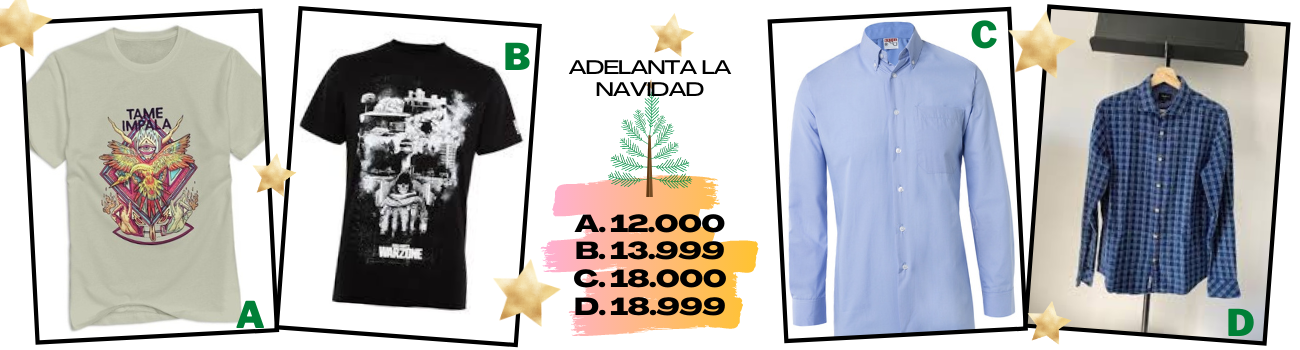 TAME
IMPALA
A
B
WARZONE
ADELANTA LA
NAVIDAD
A. 12.000
B. 13.999
C. 18.000
D. 18.999
C
D